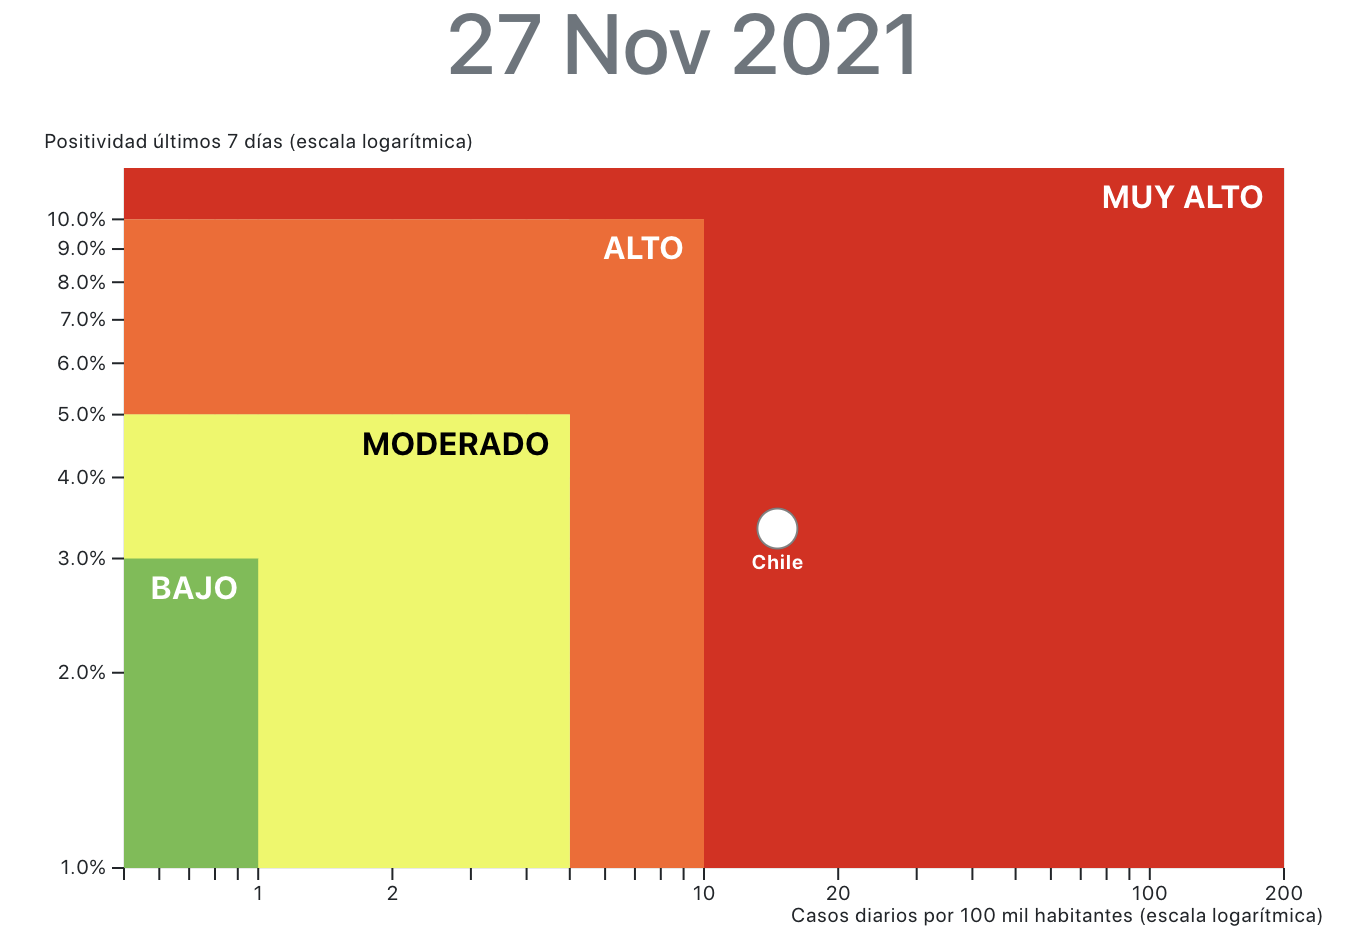 27 Nov 2021
Positividad últimos 7 días (escala logarítmica)
MUY ALTO
10.0%
ALTO
9.0%
8.0%
7.0%
6.0%
5.0%
MODERADO
4.0%
3.0%
Chile
BAJO
2.0%
1.0%
1 2 10 20 100 200
Casos diarios por 100 mil habitantes (escala logarítmica)